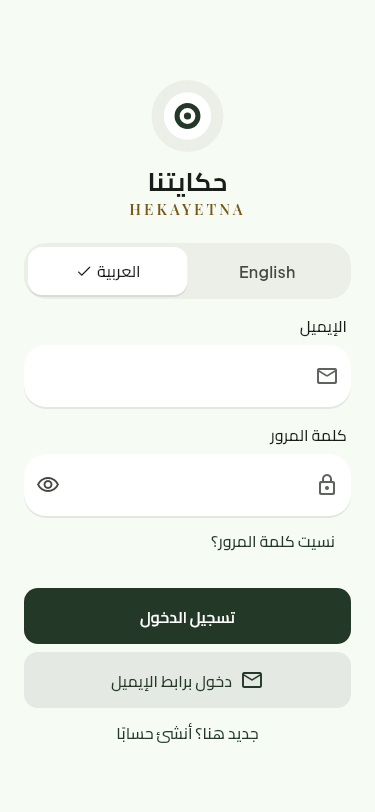 حكايتنا
HEKAYETNA
العربية
English
الإيميل
كلمة المرور
نسيت كلمة المرور؟
تسجيل الدخول
دخول برابط الإيميل
جديد هنا؟ أنشئ حسابًا